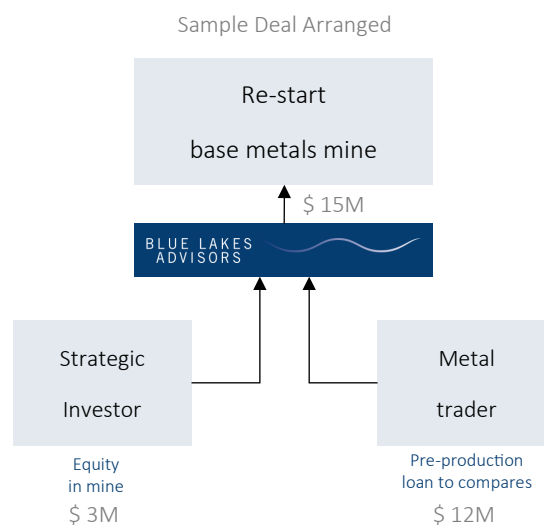 Sample Deal Arranged
Re-start
base metals mine
$ 15M
BLUE LAKES
ADVISORS
Strategic
Investor
Metal
trader
Equity
in mine
$ 3M
Pre-production
loan to compares
$ 12M